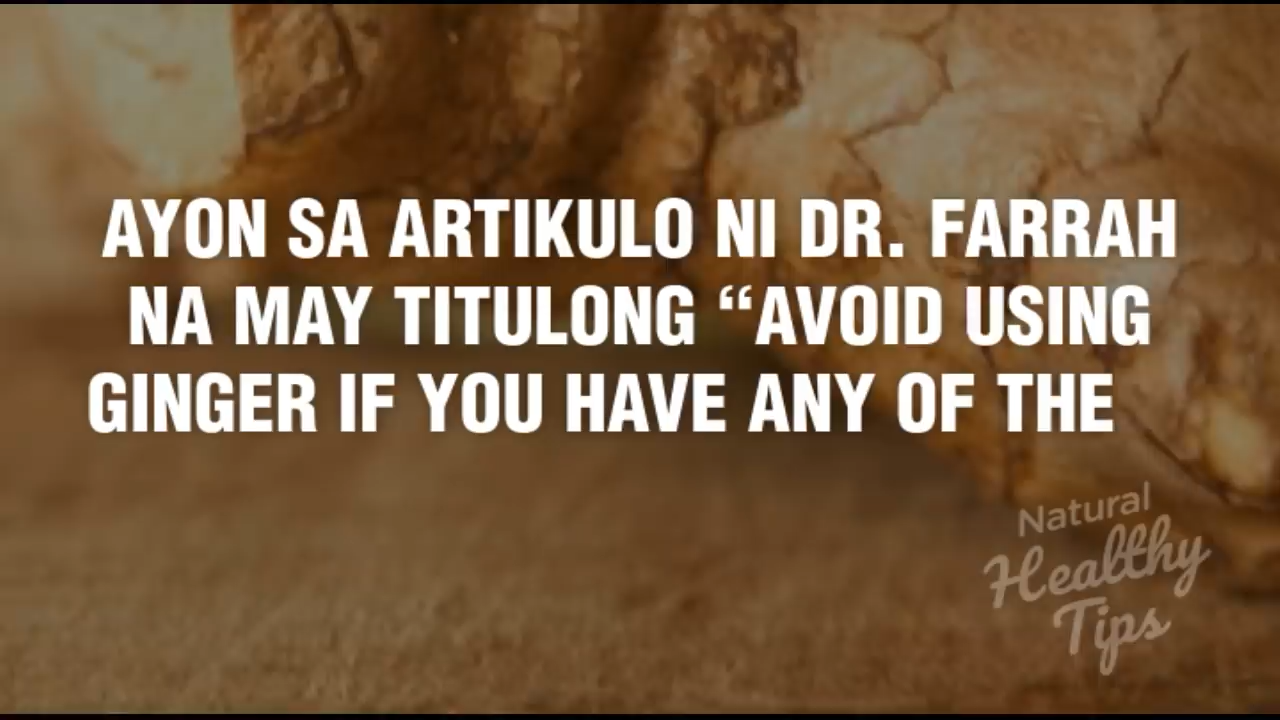 AYON SA ARTIKULO NI DR. FARRAH
NA MAY TITULONG “AVOID USING
GINGER IF YOU HAVE ANY OF THE
Natural
Healthy
Tips